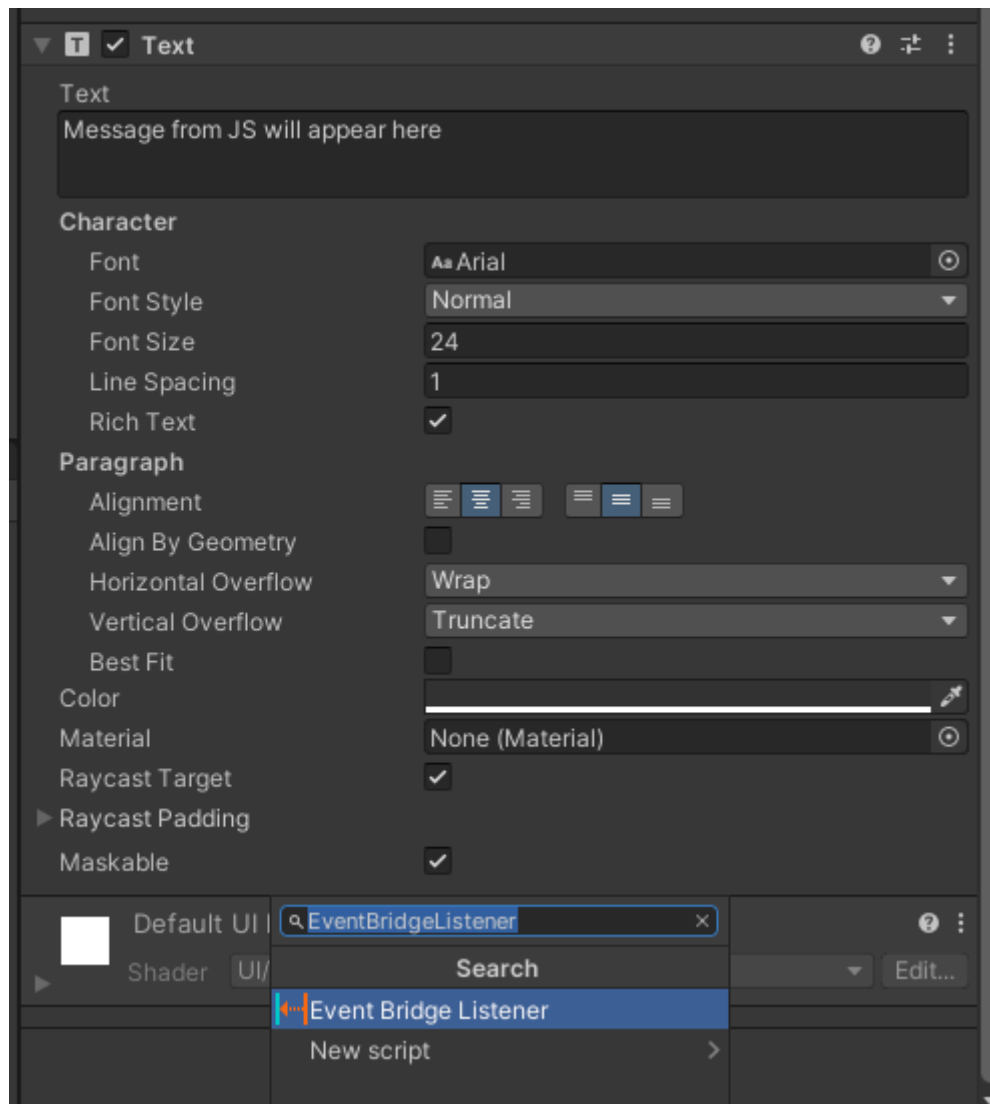 Text
Text
Message from JS will appear here
Character
Font Aa Arial
Font Style Normal
Font Size 24
Line Spacing 1
Rich Text
Paragraph
Alignment
Align By Geometry
Horizontal Overflow Wrap
Vertical Overflow Truncate
Best Fit
Color
Material None (Material)
Raycast Target
Raycast Padding
Maskable
Default UI EventBridgeListener
Shader UI/ Search Edit...
Event Bridge Listener
New script